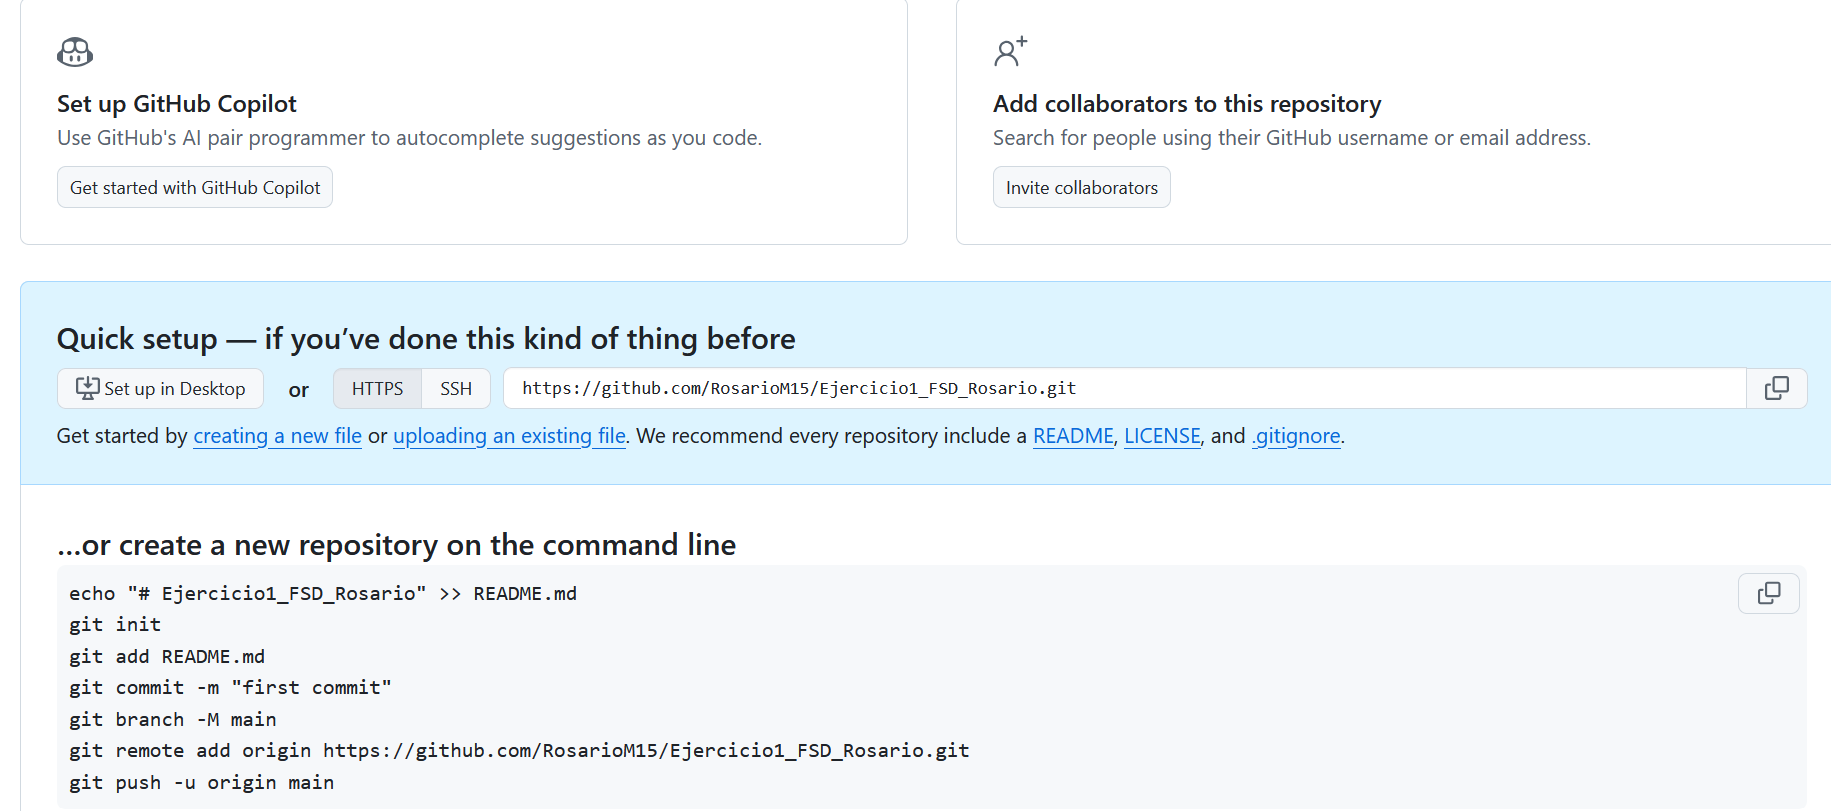 Set up GitHub Copilot
Use GitHub's AI pair programmer to autocomplete suggestions as you code.
Get started with GitHub Copilot
Add collaborators to this repository
Search for people using their GitHub username or email address.
Invite collaborators
Quick setup — if you’ve done this kind of thing before
Set up in Desktop or HTTPS SSH https://github.com/RosarioM15/Ejercicio1_FSD_Rosario.git
Get started by creating a new file or uploading an existing file. We recommend every repository include a README, LICENSE, and .gitignore.
…or create a new repository on the command line
echo "# Ejercicio1_FSD_Rosario" >> README.md
git init
git add README.md
git commit -m "first commit"
git branch -M main
git remote add origin https://github.com/RosarioM15/Ejercicio1_FSD_Rosario.git
git push -u origin main